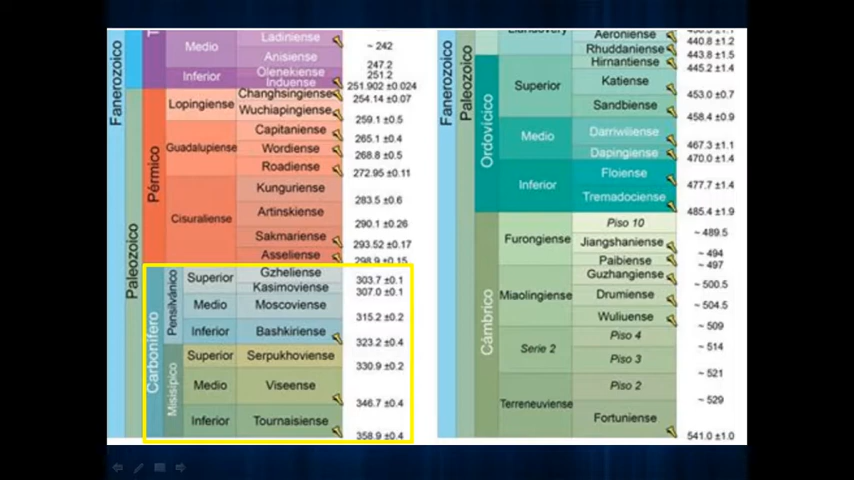 Fanerozoico
Paleozoico
Ladiniense
Medio
~ 242
Anisiense
247.2
Inferior
Olenekiense
251.2
Induense
251.902 ±0.024
Pérmico
Lopingiense
Changhsingiense
254.14 ±0.07
Wuchiapingiense
259.1 ±0.5
Guadalupiense
Capitaniense
265.1 ±0.4
Wordiense
268.8 ±0.5
Roadiense
272.95 ±0.11
Cisuraliense
Kunguriense
283.5 ±0.6
Artinskiense
290.1 ±0.26
Sakmariense
293.52 ±0.17
Asseliense
298.9 ±0.15
Carbonífero
Pensilvánico
Superior
Gzheliense
303.7 ±0.1
Kasimoviense
307.0 ±0.1
Medio
Moscoviense
315.2 ±0.2
Inferior
Bashkiriense
323.2 ±0.4
Misisípico
Superior
Serpukhoviense
330.9 ±0.2
Medio
Viseense
346.7 ±0.4
Inferior
Tournaisiense
358.9 ±0.4
Fanerozoico
Paleozoico
Aeroniense
440.8 ±1.2
Rhuddaniense
443.8 ±1.5
Ordovícico
Superior
Hirnantiense
445.2 ±1.4
Katiense
453.0 ±0.7
Sandbiense
458.4 ±0.9
Medio
Darriwiliense
467.3 ±1.1
Dapingiense
470.0 ±1.4
Inferior
Floiense
477.7 ±1.4
Tremadociense
485.4 ±1.9
Cámbrico
Furongiense
Piso 10
~ 489.5
Jiangshaniense
~ 494
Paibiense
~ 497
Miaolingiense
Guzhangiense
~ 500.5
Drumiense
~ 504.5
Wuliuense
~ 509
Serie 2
Piso 4
~ 514
Piso 3
~ 521
Terreneuviense
Piso 2
~ 529
Fortuniense
541.0 ±1.0